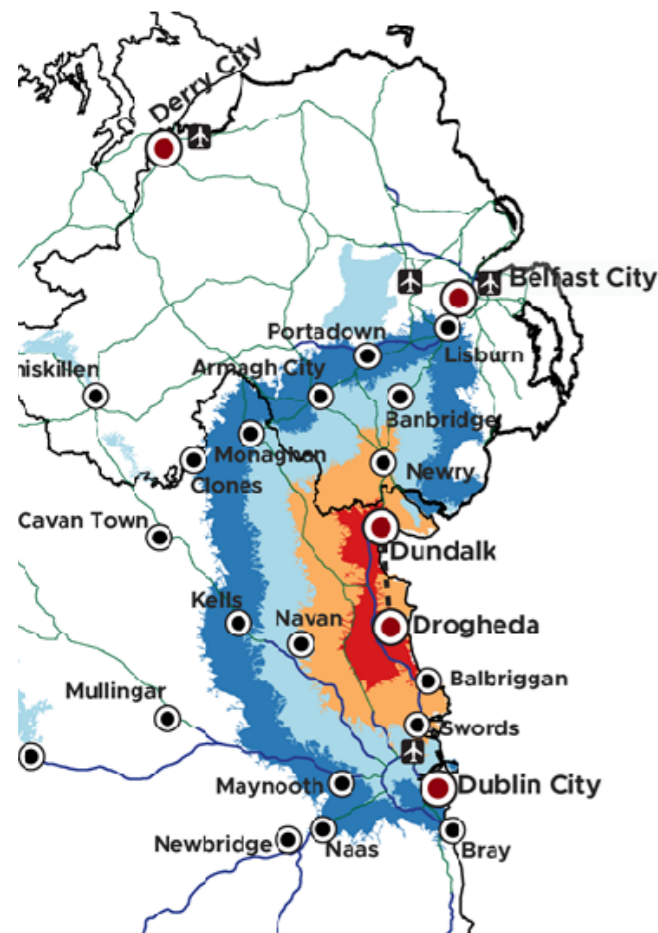 Derry City
Belfast City
Portadown
Lisburn
niskillen
Armagh City
Banbridge
Monaghan
Newry
Clones
Cavan Town
Dundalk
Kells
Navan
Drogheda
Balbriggan
Mullingar
Swords
Maynooth
Dublin City
Newbridge
Naas
Bray